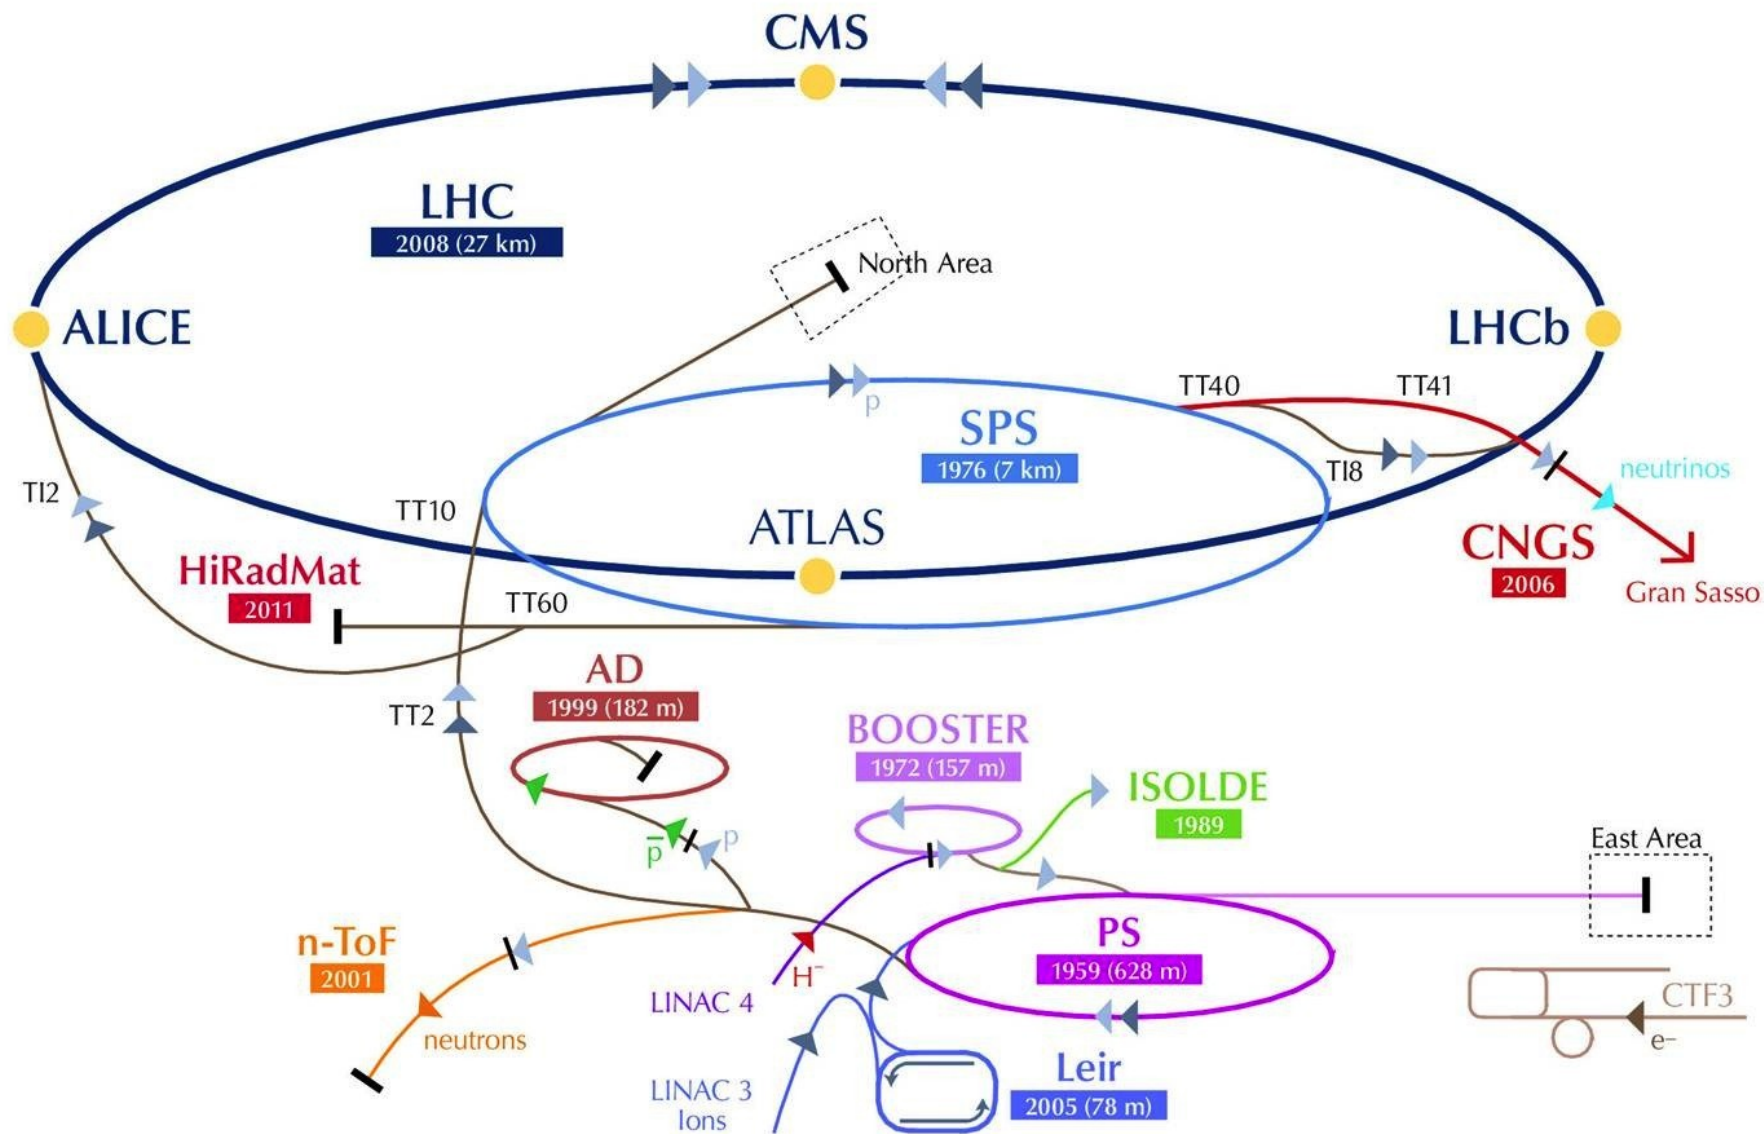 CMS
LHC
2008 (27 km)
North Area
ALICE
LHCb
TT40
TT41
p
SPS
1976 (7 km)
TI8
neutrinos
TI2
TT10
ATLAS
CNGS
2006
Gran Sasso
HiRadMat
2011
TT60
AD
1999 (182 m)
TT2
BOOSTER
1972 (157 m)
ISOLDE
1989
p̅
p
East Area
n-ToF
2001
PS
1959 (628 m)
H⁻
LINAC 4
CTF3
neutrons
e–
Leir
2005 (78 m)
LINAC 3
Ions